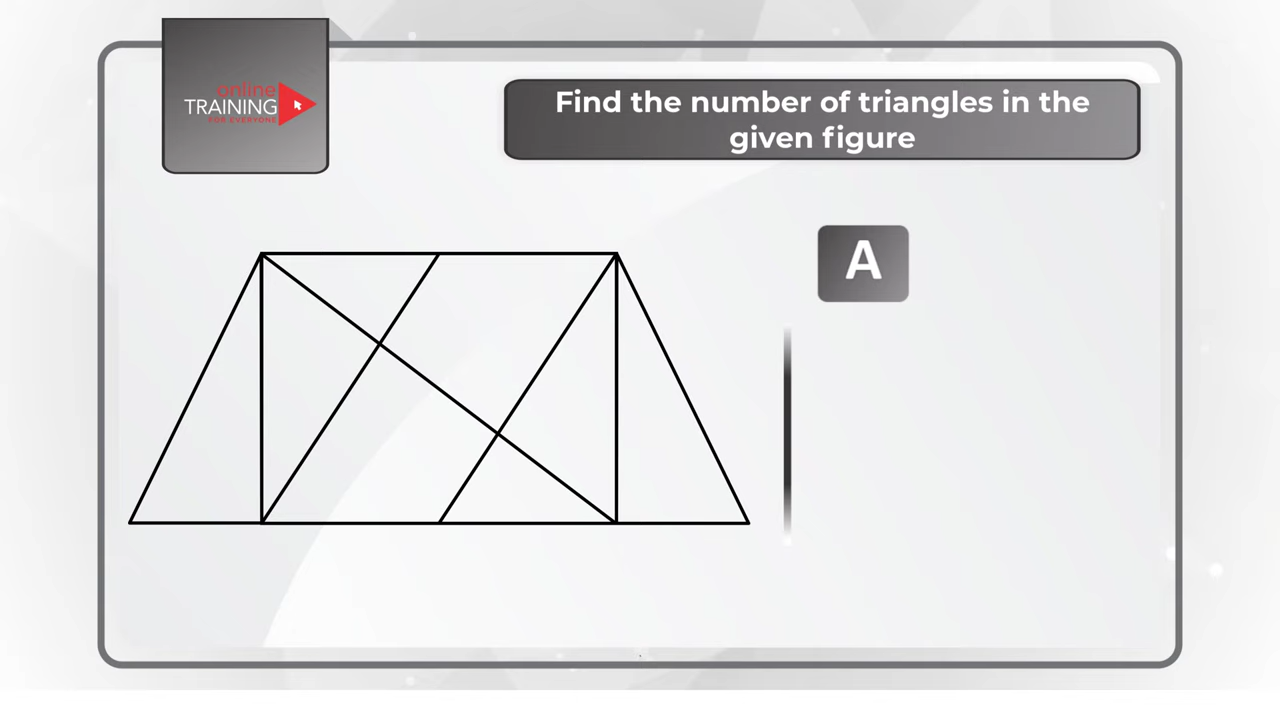 online
TRAINING
FOR EVERYONE
Find the number of triangles in the
given figure
A